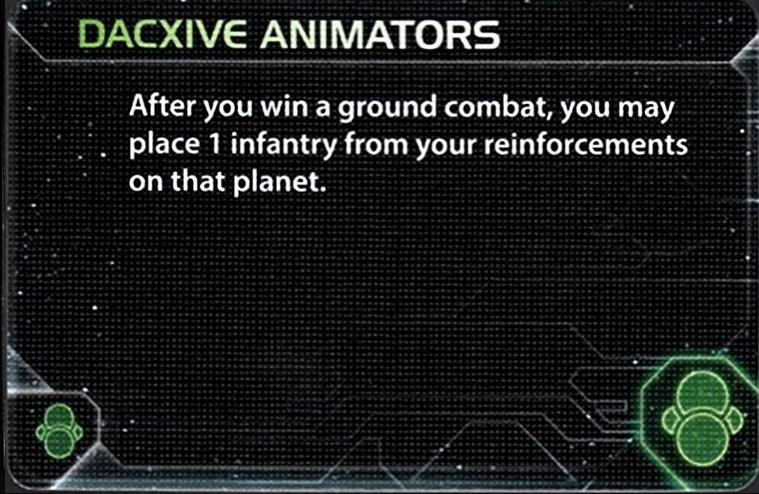 DACXIVE ANIMATORS
After you win a ground combat, you may
place 1 infantry from your reinforcements
on that planet.